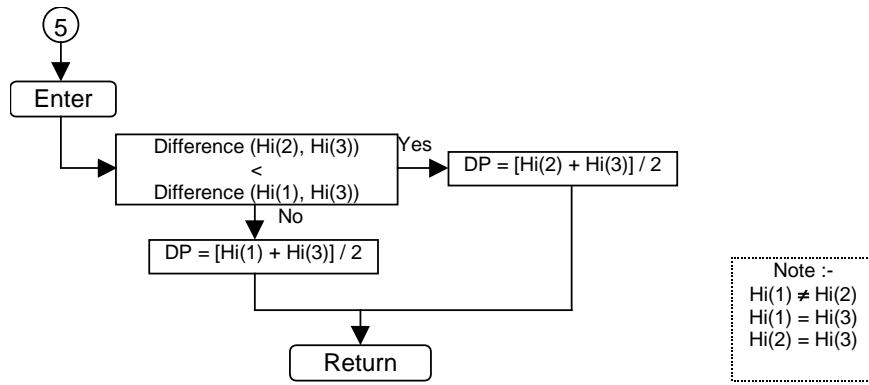 5
Enter
Difference (Hi(2), Hi(3))
<
Difference (Hi(1), Hi(3))
Yes
DP = [Hi(2) + Hi(3)] / 2
No
DP = [Hi(1) + Hi(3)] / 2
Return
Note :-
Hi(1) ≠ Hi(2)
Hi(1) = Hi(3)
Hi(2) = Hi(3)